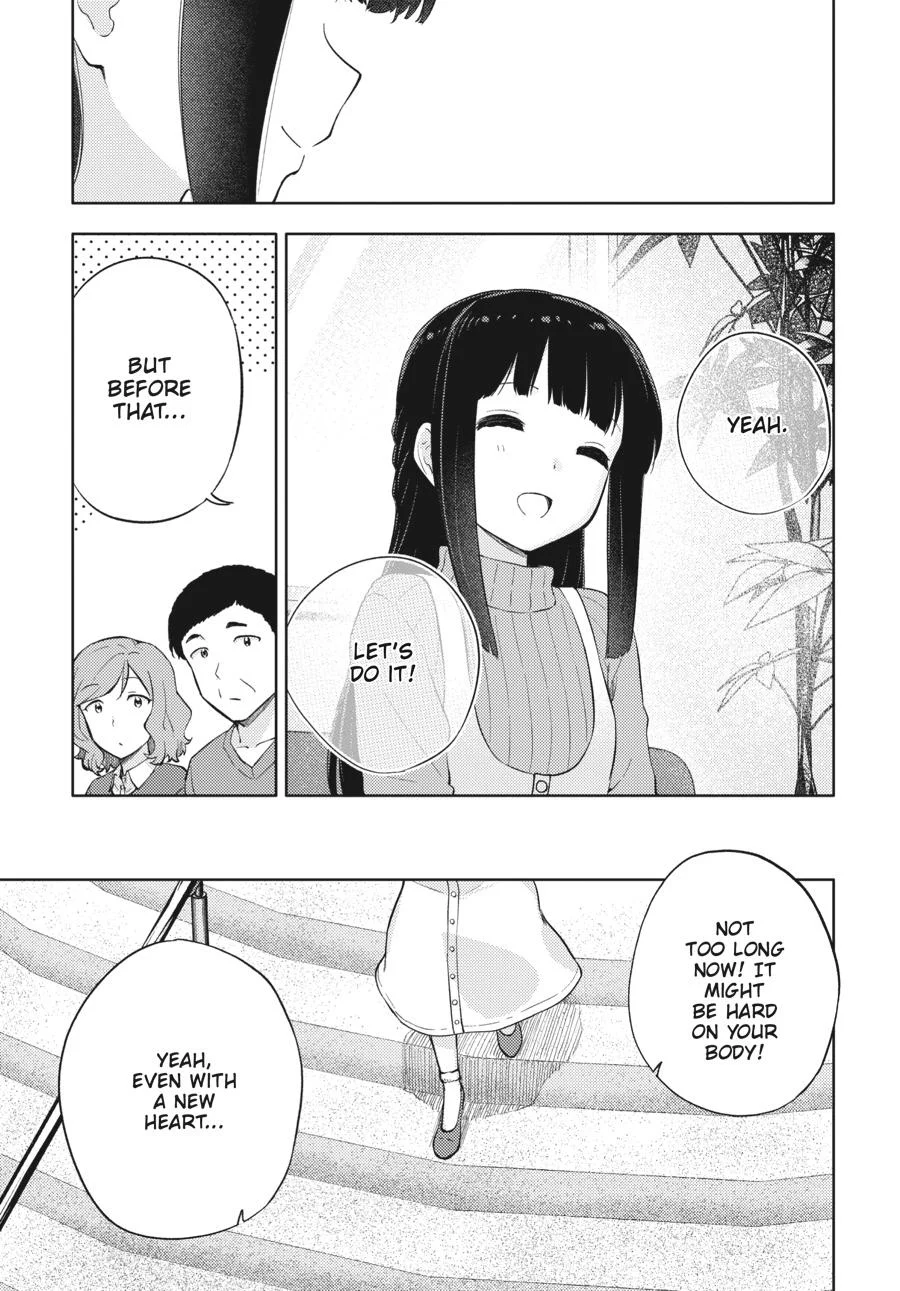 YEAH.
LET'S
DO IT!
BUT
BEFORE
THAT...
NOT
TOO LONG
NOW! IT
MIGHT
BE HARD
ON YOUR
BODY!
YEAH,
EVEN WITH
A NEW
HEART...